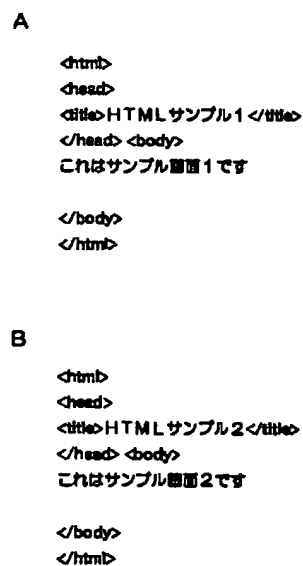 A
<html>
<head>
<title>HTMLサンプル1</title>
</head> <body>
これはサンプル画面1です
</body>
</html>
B
<html>
<head>
<title>HTMLサンプル2</title>
</head> <body>
これはサンプル画面2です
</body>
</html>